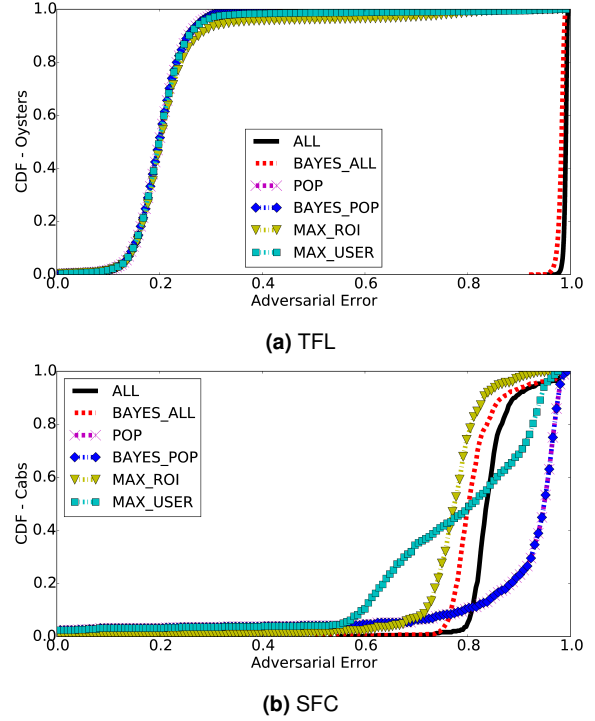 1.0
0.8
0.6
0.4
0.2
0.0
CDF - Oysters
ALL
BAYES_ALL
POP
BAYES_POP
MAX_ROI
MAX_USER
0.0 0.2 0.4 0.6 0.8 1.0
Adversarial Error
(a) TFL
1.0
0.8
0.6
0.4
0.2
0.0
CDF - Cabs
ALL
BAYES_ALL
POP
BAYES_POP
MAX_ROI
MAX_USER
0.0 0.2 0.4 0.6 0.8 1.0
Adversarial Error
(b) SFC